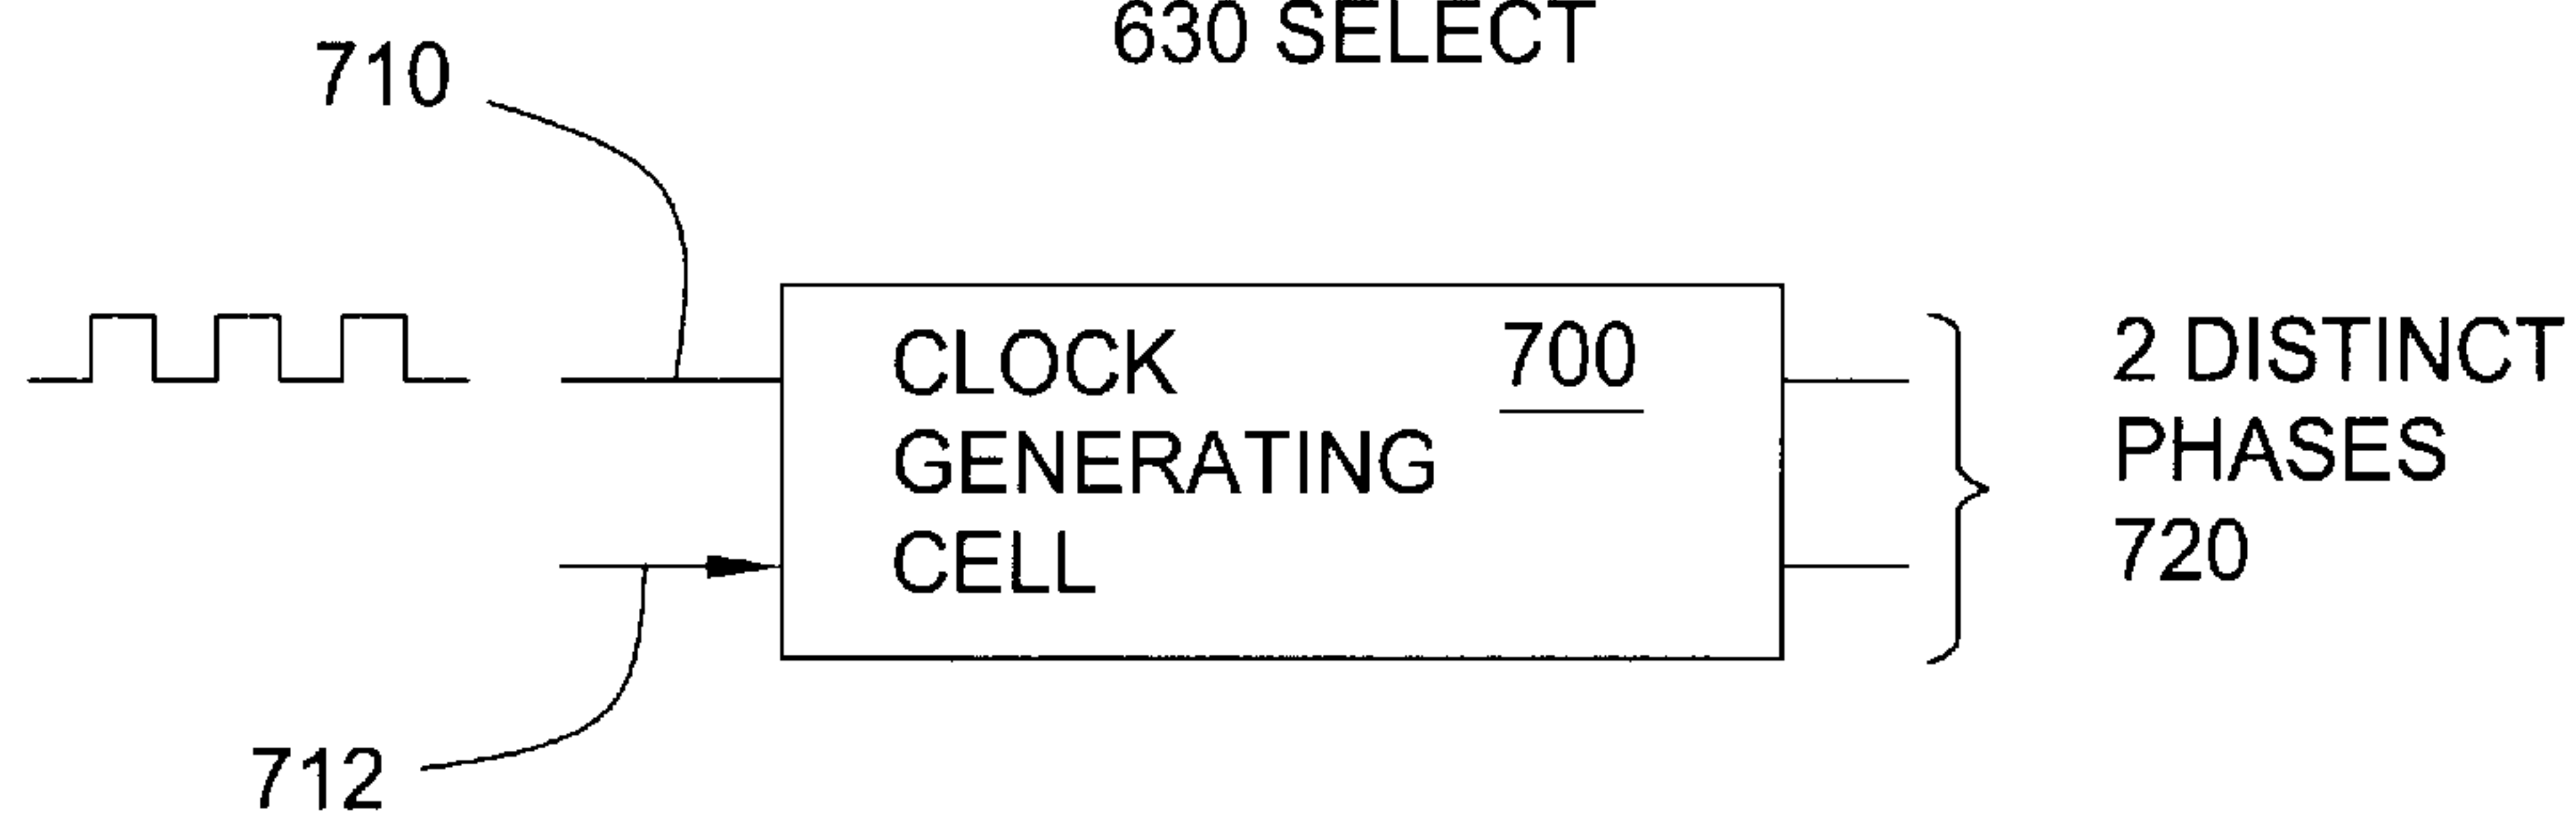 630 SELECT
710
CLOCK 700
GENERATING
CELL
2 DISTINCT
PHASES
720
712